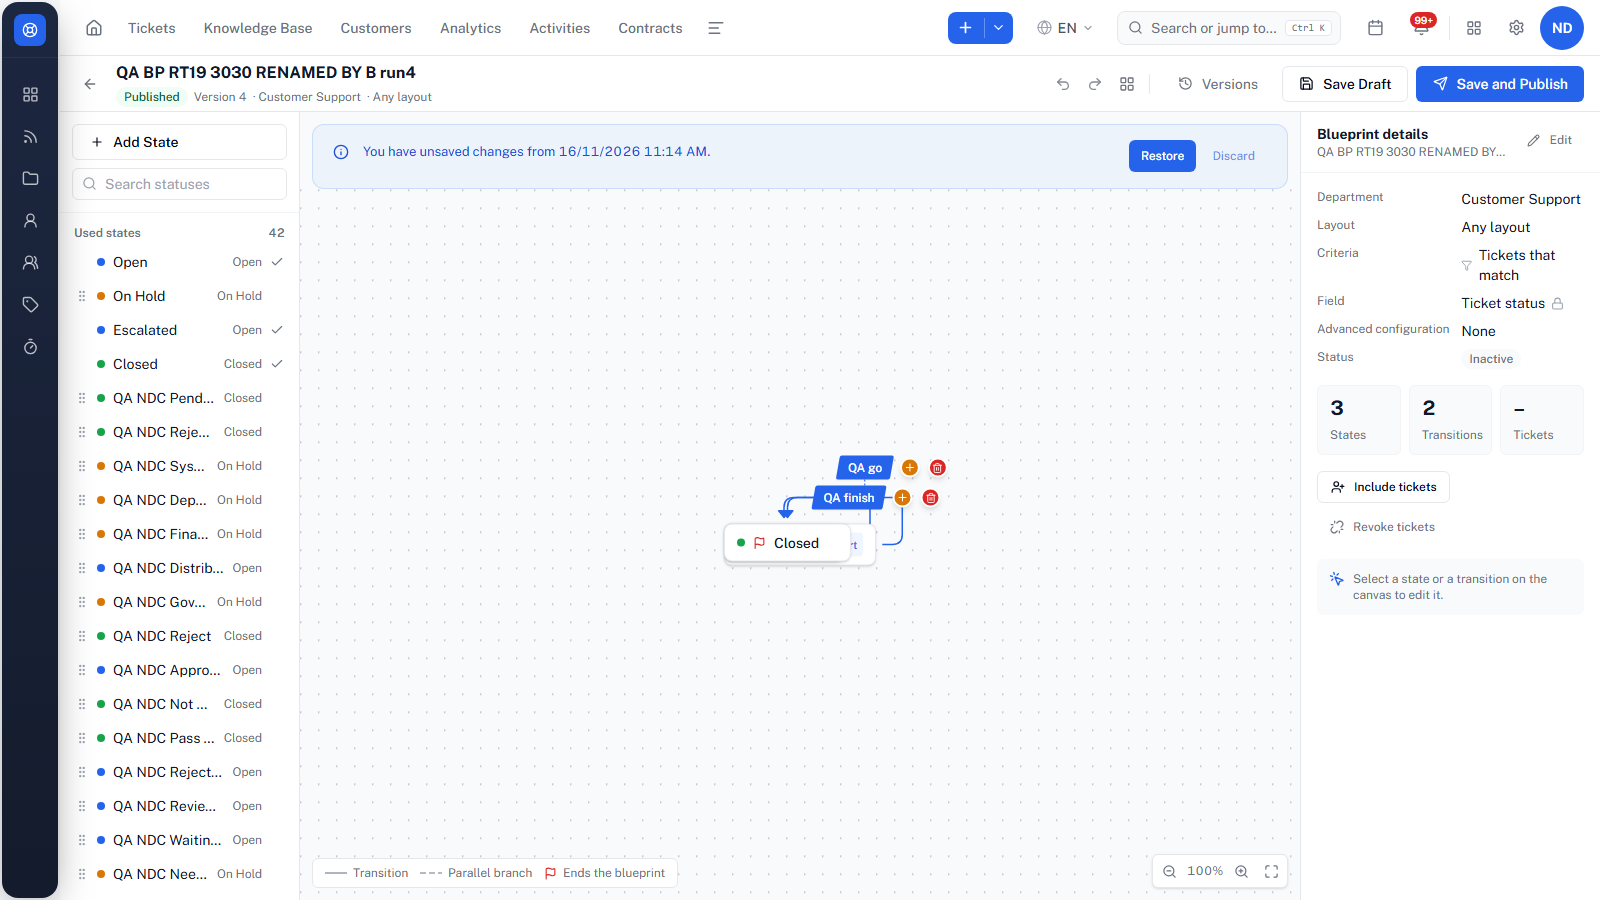 Tickets
Knowledge Base
Customers
Analytics
Activities
Contracts
EN
Search or jump to...
Ctrl K
99+
ND
QA BP RT19 3030 RENAMED BY B run4
Published
Version 4 · Customer Support · Any layout
Versions
Save Draft
Save and Publish
Add State
Search statuses
Used states 42
Open Open
On Hold On Hold
Escalated Open
Closed Closed
QA NDC Pend... Closed
QA NDC Reje... Closed
QA NDC Sys... On Hold
QA NDC Dep... On Hold
QA NDC Fina... On Hold
QA NDC Distrib... Open
QA NDC Gov... On Hold
QA NDC Reject Closed
QA NDC Appro... Open
QA NDC Not ... Closed
QA NDC Pass ... Closed
QA NDC Reject... Open
QA NDC Revie... Open
QA NDC Waitin... Open
QA NDC Nee... On Hold
You have unsaved changes from 16/11/2026 11:14 AM.
Restore
Discard
QA go
QA finish
Closed
rt
Transition
Parallel branch
Ends the blueprint
100%
Blueprint details
QA BP RT19 3030 RENAMED BY...
Edit
Department Customer Support
Layout Any layout
Criteria Tickets that
match
Field Ticket status
Advanced configuration None
Status Inactive
3
States
2
Transitions
–
Tickets
Include tickets
Revoke tickets
Select a state or a transition on the
canvas to edit it.